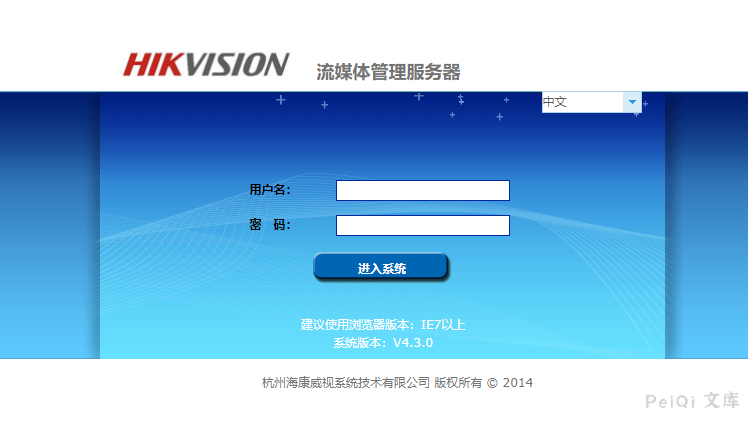 HIKVISION 流媒体管理服务器
中文
用户名：
密 码：
进入系统
建议使用浏览器版本：IE7以上
系统版本：V4.3.0
杭州海康威视系统技术有限公司 版权所有 © 2014
PeiQi 文库